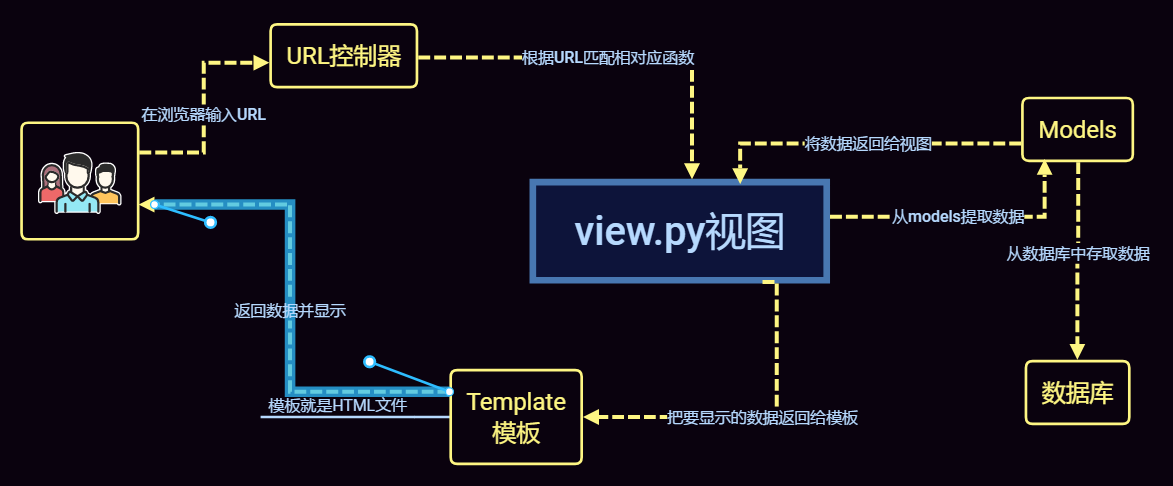 URL控制器
根据URL匹配相对应函数
在浏览器输入URL
Models
将数据返回给视图
view.py视图
从models提取数据
从数据库中存取数据
返回数据并显示
数据库
模板就是HTML文件
Template
模板
把要显示的数据返回给模板